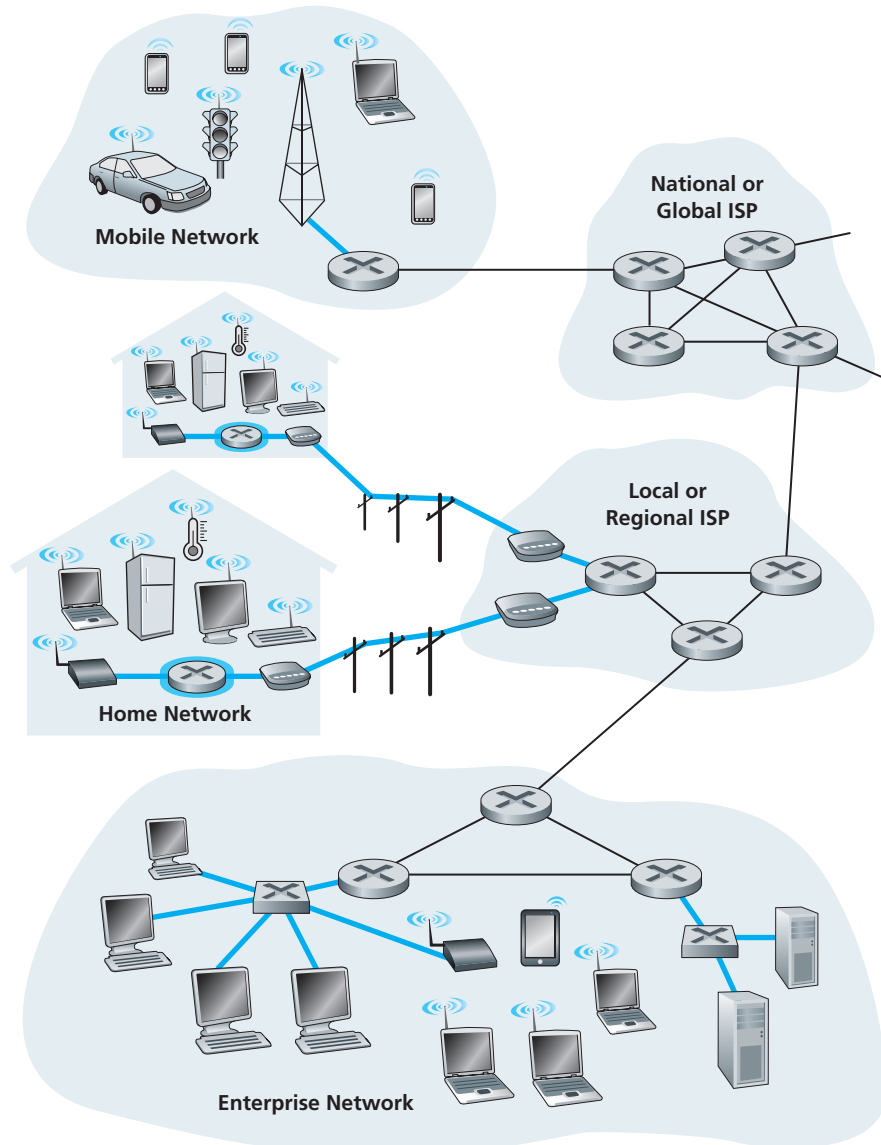 National or
Global ISP
Mobile Network
Local or
Regional ISP
Home Network
Enterprise Network